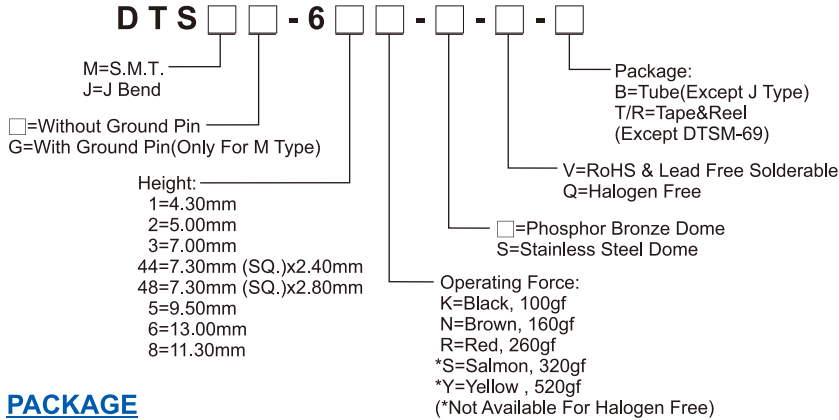 DTS□□-6□□-□-□-□
M=S.M.T.
J=J Bend
□=Without Ground Pin
G=With Ground Pin(Only For M Type)
Height:
1=4.30mm
2=5.00mm
3=7.00mm
44=7.30mm (SQ.)x2.40mm
48=7.30mm (SQ.)x2.80mm
5=9.50mm
6=13.00mm
8=11.30mm
Package:
B=Tube(Except J Type)
T/R=Tape&Reel
(Except DTSM-69)
V=RoHS & Lead Free Solderable
Q=Halogen Free
□=Phosphor Bronze Dome
S=Stainless Steel Dome
Operating Force:
K=Black, 100gf
N=Brown, 160gf
R=Red, 260gf
*S=Salmon, 320gf
*Y=Yellow , 520gf
(*Not Available For Halogen Free)
PACKAGE